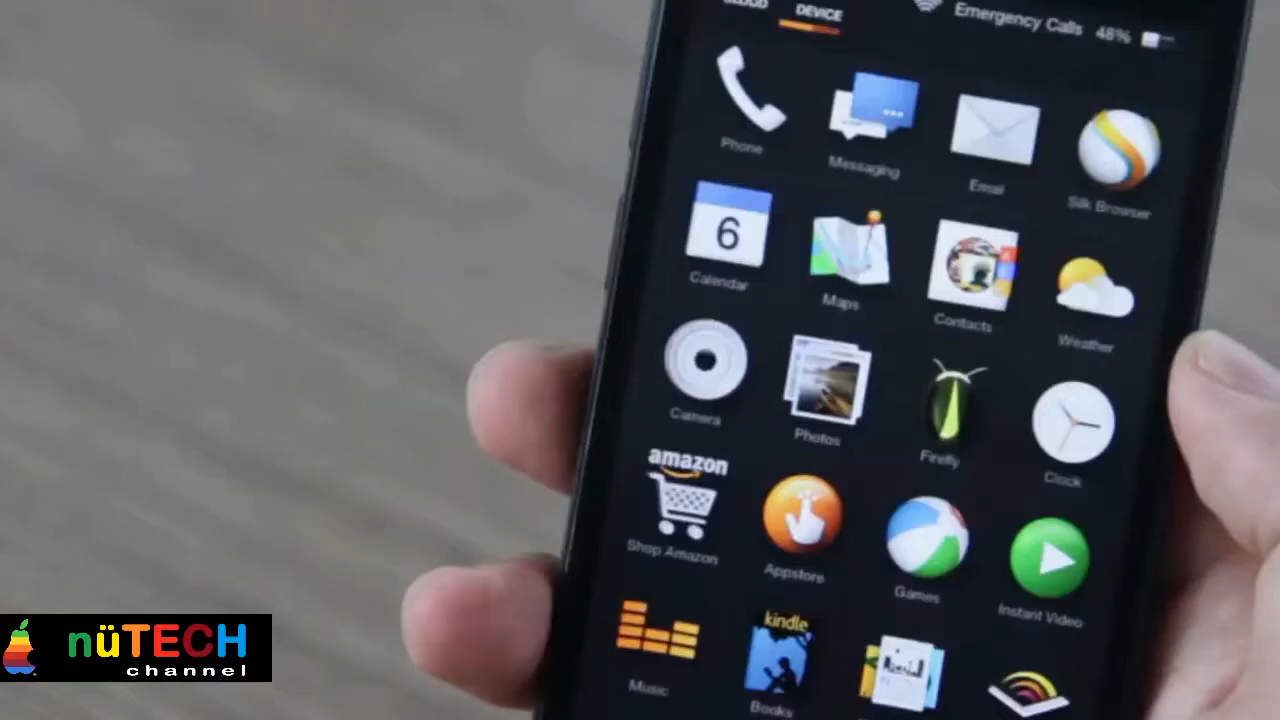 CLOUD DEVICE
Emergency Calls 48%
Phone
Messaging
Email
Silk Browser
6
Calendar
Maps
Contacts
Weather
Camera
Photos
Firefly
Clock
amazon
Shop Amazon
Appstore
Games
Instant Video
kindle
Music
Books
nüTECH
channel